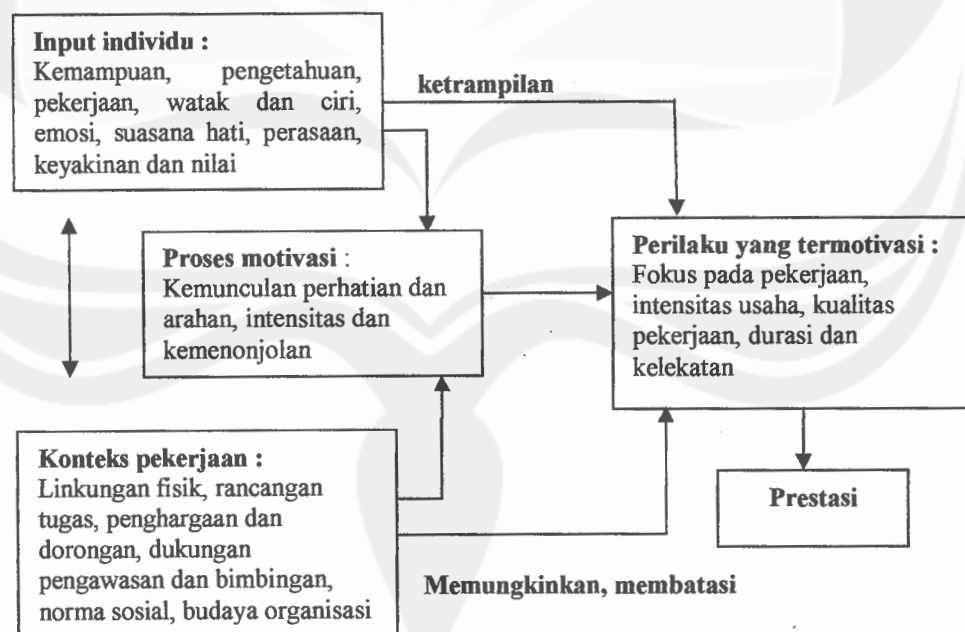 Input individu :
Kemampuan, pengetahuan,
pekerjaan, watak dan ciri,
emosi, suasana hati, perasaan,
keyakinan dan nilai
ketrampilan
Proses motivasi :
Kemunculan perhatian dan
arahan, intensitas dan
kemenonjolan
Perilaku yang termotivasi :
Fokus pada pekerjaan,
intensitas usaha, kualitas
pekerjaan, durasi dan
kelekatan
Konteks pekerjaan :
Linkungan fisik, rancangan
tugas, penghargaan dan
dorongan, dukungan
pengawasan dan bimbingan,
norma sosial, budaya organisasi
Memungkinkan, membatasi
Prestasi